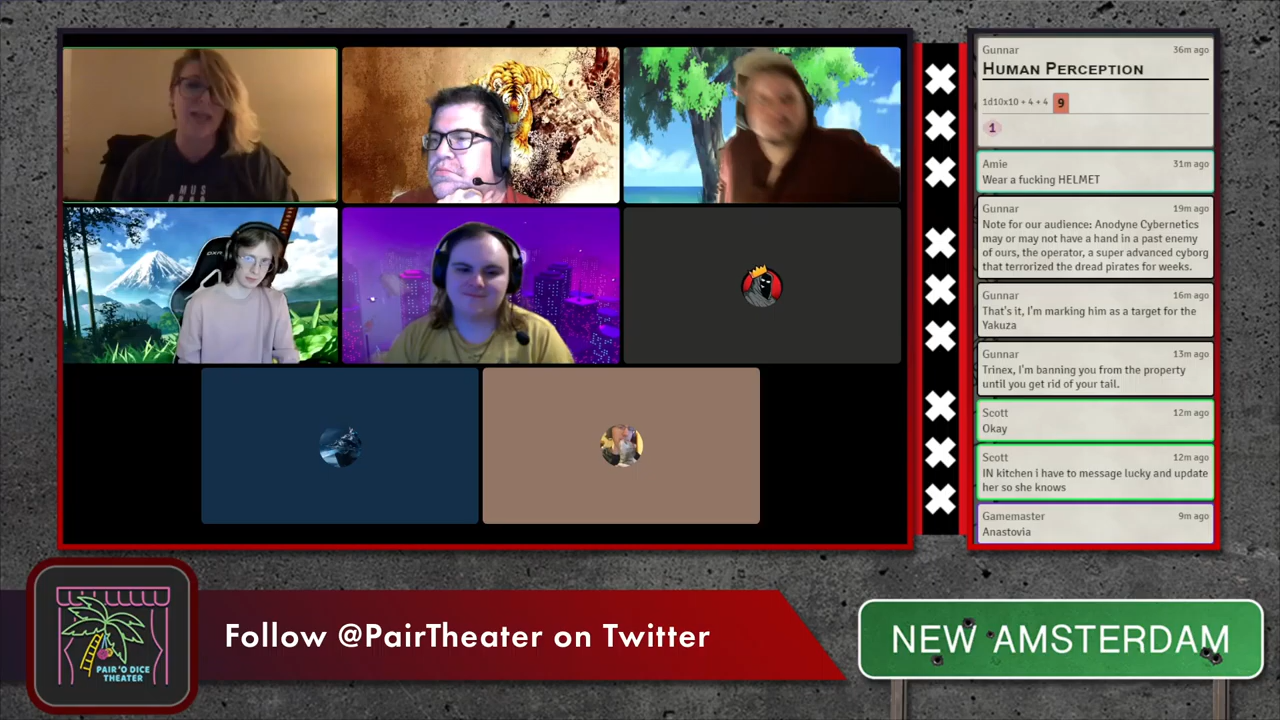 MUS
Gunnar
36m ago
HUMAN PERCEPTION
1d10x10 + 4 + 4
9
1
Amie
31m ago
Wear a fucking HELMET
Gunnar
19m ago
Note for our audience: Anodyne Cybernetics
may or may not have a hand in a past enemy
of ours, the operator, a super advanced cyborg
that terrorized the dread pirates for weeks.
Gunnar
16m ago
That's it, I'm marking him as a target for the
Yakuza
Gunnar
13m ago
Trinex, I'm banning you from the property
until you get rid of your tail.
Scott
12m ago
Okay
Scott
12m ago
IN kitchen i have to message lucky and update
her so she knows
Gamemaster
9m ago
Anastovia
PAIR'O DICE
THEATER
Follow @PairTheater on Twitter
NEW AMSTERDAM